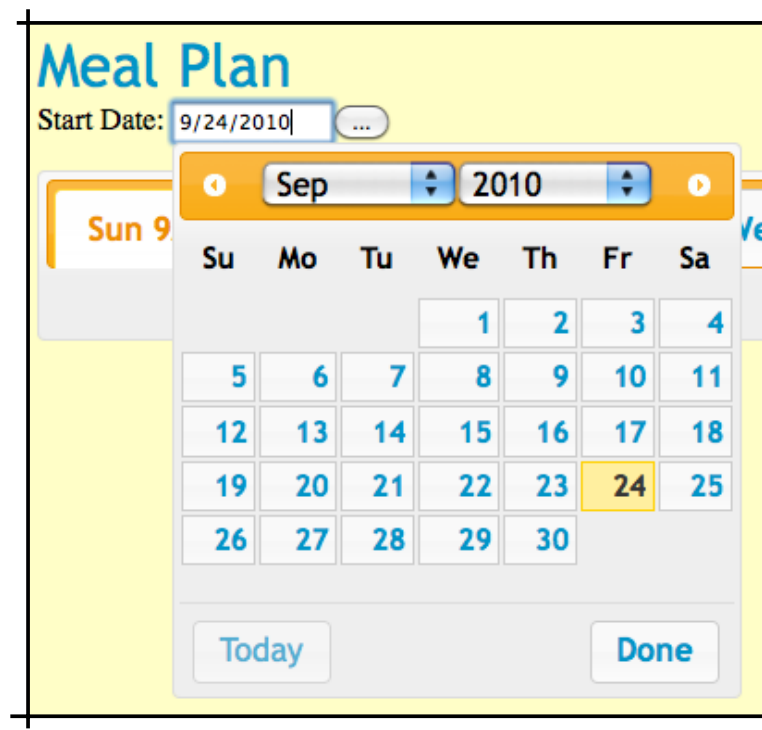 Meal Plan
Start Date: 9/24/2010 ...
Sep 2010
Sun 9
Su Mo Tu We Th Fr Sa
1 2 3 4
5 6 7 8 9 10 11
12 13 14 15 16 17 18
19 20 21 22 23 24 25
26 27 28 29 30
Today Done